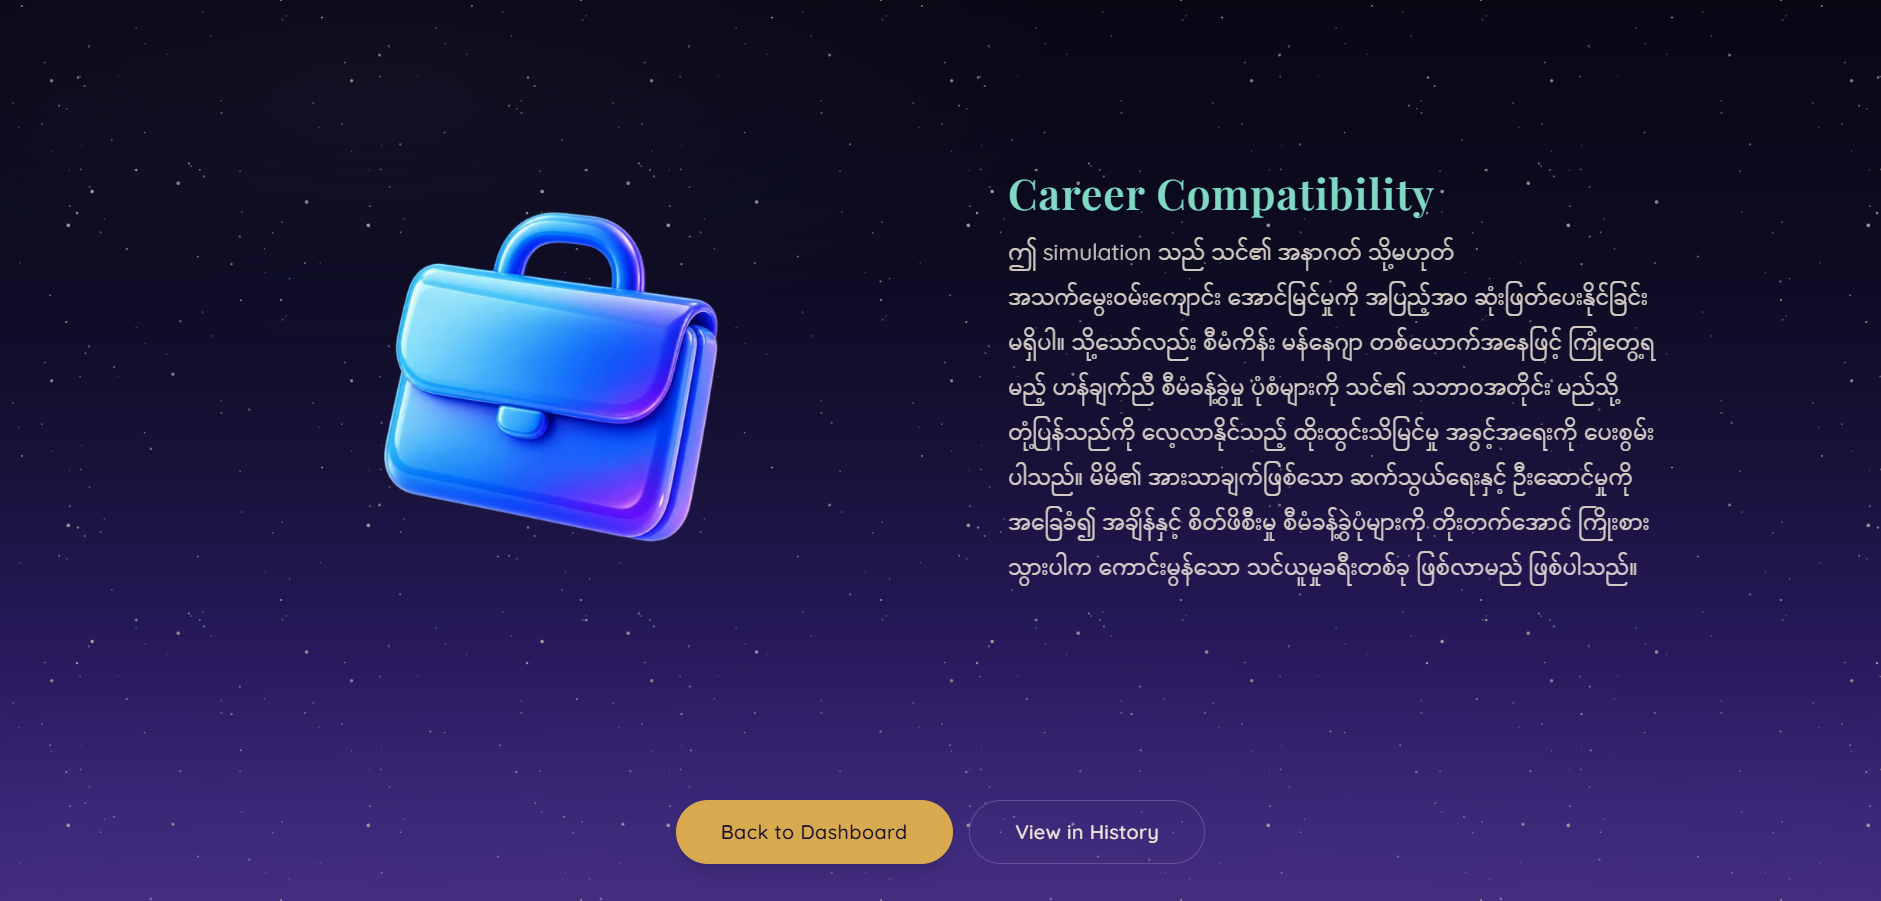 Career Compatibility
ဤ simulation သည် သင်၏ အနာဂတ် သို့မဟုတ်
အသက်မွေးဝမ်းကျောင်း အောင်မြင်မှုကို အပြည့်အဝ ဆုံးဖြတ်ပေးနိုင်ခြင်း
မရှိပါ။ သို့သော်လည်း စီမံကိန်း မန်နေဂျာ တစ်ယောက်အနေဖြင့် ကြုံတွေ့ရ
မည့် ဟန်ချက်ညီ စီမံခန့်ခွဲမှု ပုံစံများကို သင်၏ သဘာဝအတိုင်း မည်သို့
တုံ့ပြန်သည်ကို လေ့လာနိုင်သည့် ထိုးထွင်းသိမြင်မှု အခွင့်အရေးကို ပေးစွမ်း
ပါသည်။ မိမိ၏ အားသာချက်ဖြစ်သော ဆက်သွယ်ရေးနှင့် ဦးဆောင်မှုကို
အခြေခံ၍ အချိန်နှင့် စိတ်ဖိစီးမှု စီမံခန့်ခွဲပုံများကို တိုးတက်အောင် ကြိုးစား
သွားပါက ကောင်းမွန်သော သင်ယူမှုခရီးတစ်ခု ဖြစ်လာမည် ဖြစ်ပါသည်။
Back to Dashboard
View in History